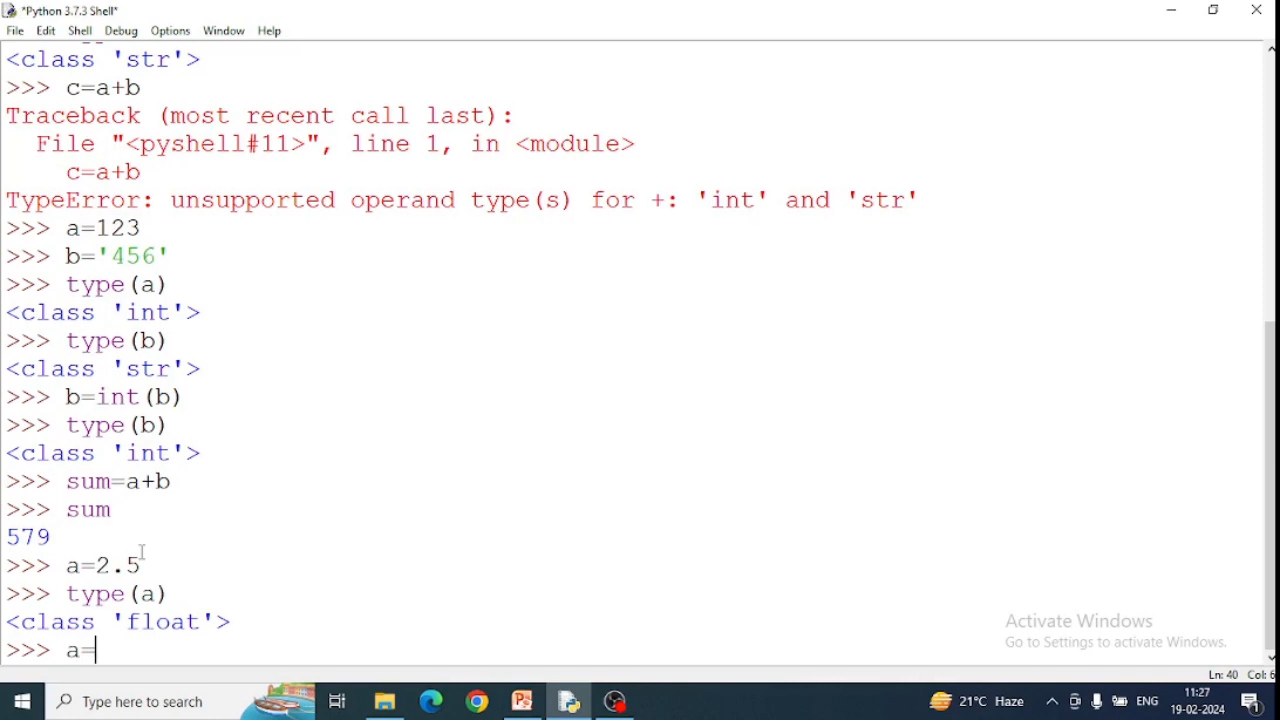 *Python 3.7.3 Shell*
File Edit Shell Debug Options Window Help
<class 'str'>
>>> c=a+b
Traceback (most recent call last):
  File "<pyshell#11>", line 1, in <module>
    c=a+b
TypeError: unsupported operand type(s) for +: 'int' and 'str'
>>> a=123
>>> b='456'
>>> type(a)
<class 'int'>
>>> type(b)
<class 'str'>
>>> b=int(b)
>>> type(b)
<class 'int'>
>>> sum=a+b
>>> sum
579
>>> a=2.5
>>> type(a)
<class 'float'>
>>> a=
Activate Windows
Go to Settings to activate Windows.
Ln: 40 Col: 6
Type here to search
21°C Haze
ENG
11:27
19-02-2024
1